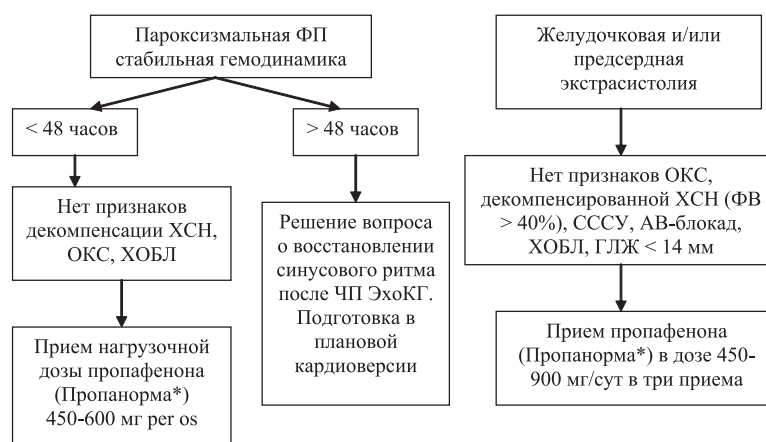 Пароксизмальная ФП
стабильная гемодинамика
< 48 часов
> 48 часов
Нет признаков
декомпенсации ХСН,
ОКС, ХОБЛ
Решение вопроса
о восстановлении
синусового ритма
после ЧП ЭхоКГ.
Подготовка в
плановой
кардиоверсии
Прием нагрузочной
дозы пропафенона
(Пропанорма*)
450-600 мг per os
Желудочковая и/или
предсердная
экстрасистолия
Нет признаков ОКС,
декомпенсированной ХСН (ФВ
> 40%), СССУ, АВ-блокад,
ХОБЛ, ГЛЖ < 14 мм
Прием пропафенона
(Пропанорма*) в дозе 450-
900 мг/сут в три приема